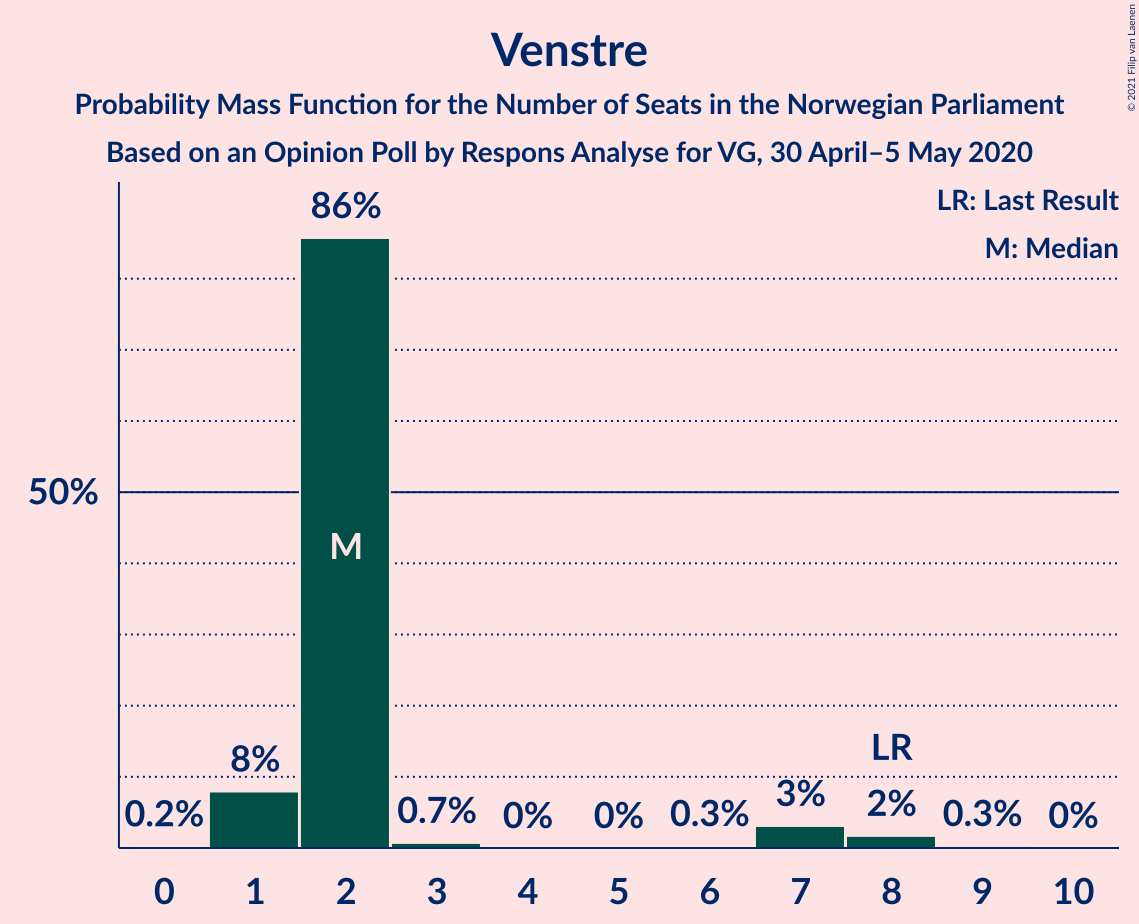 Venstre
Probability Mass Function for the Number of Seats in the Norwegian Parliament
Based on an Opinion Poll by Respons Analyse for VG, 30 April–5 May 2020
© 2021 Filip van Laenen
LR: Last Result
M: Median
86%
50%
M
LR
8%
0.2%
0.7%
0%
0%
0.3%
3%
2%
0.3%
0%
0 1 2 3 4 5 6 7 8 9 10